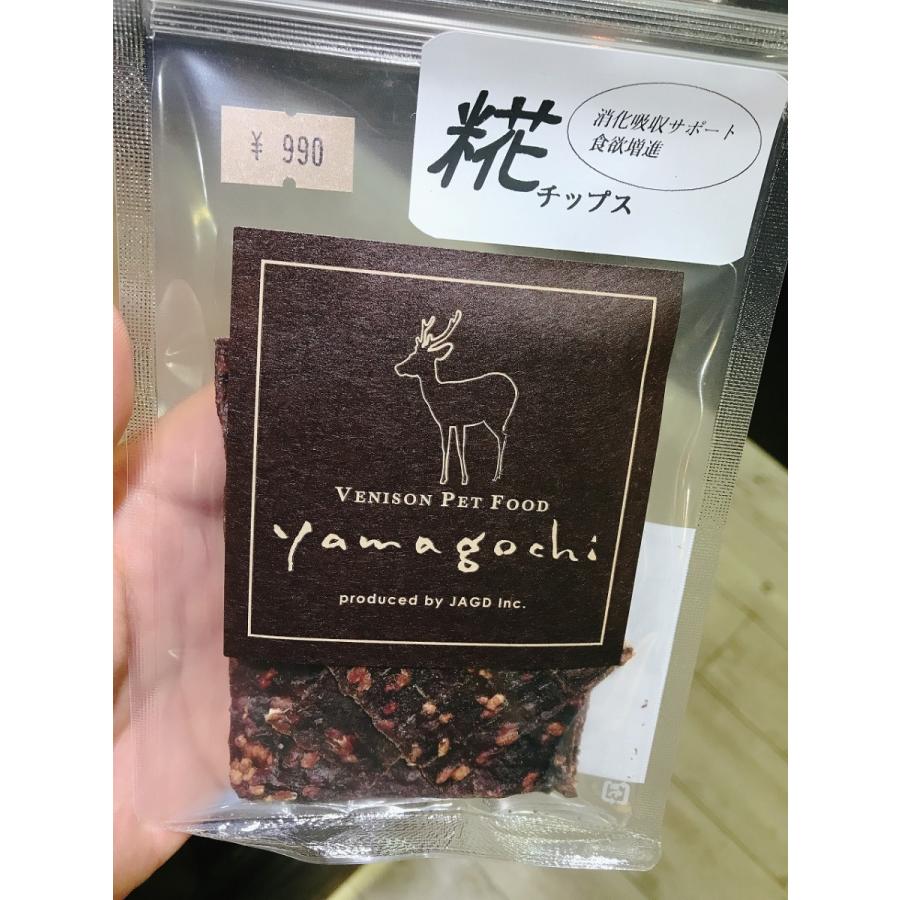 ¥ 990
糀
チップス
消化吸収サポート
食欲増進
VENISON PET FOOD
yamagochi
produced by JAGD Inc.